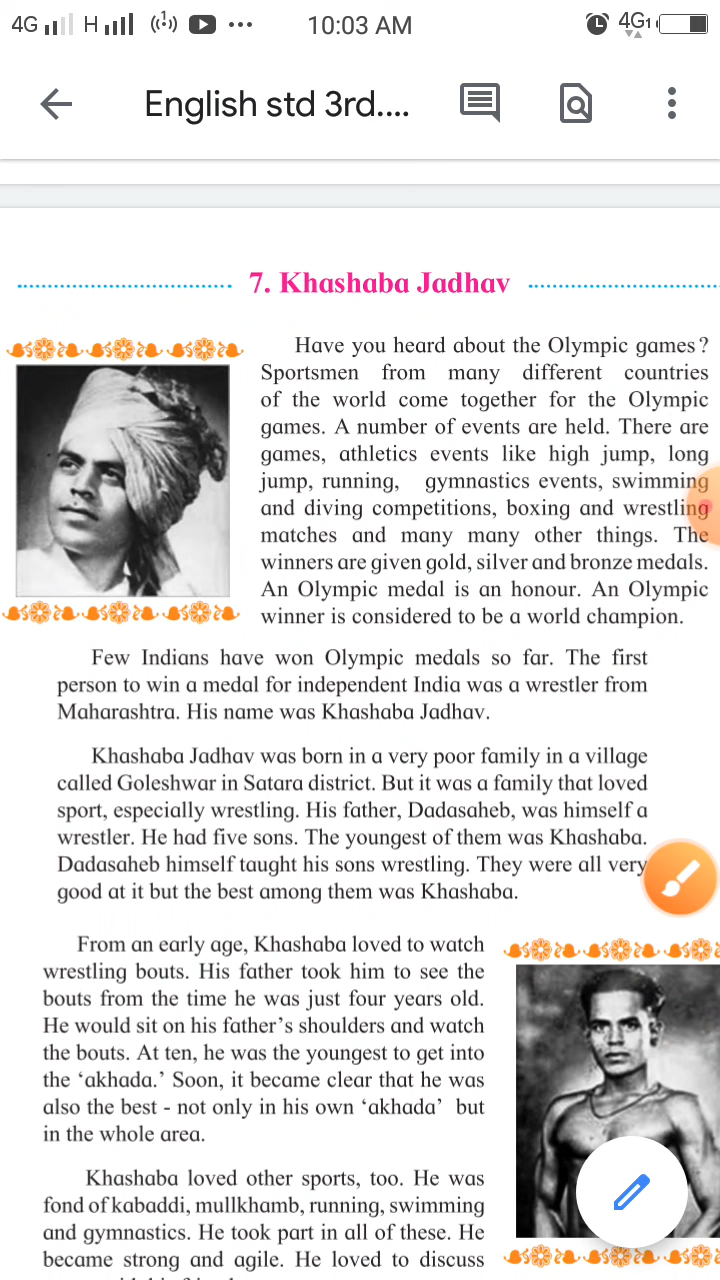 4G H 10:03 AM 4G1
English std 3rd....
7. Khashaba Jadhav
Have you heard about the Olympic games?
Sportsmen from many different countries
of the world come together for the Olympic
games. A number of events are held. There are
games, athletics events like high jump, long
jump, running, gymnastics events, swimming
and diving competitions, boxing and wrestling
matches and many many other things. The
winners are given gold, silver and bronze medals.
An Olympic medal is an honour. An Olympic
winner is considered to be a world champion.
Few Indians have won Olympic medals so far. The first
person to win a medal for independent India was a wrestler from
Maharashtra. His name was Khashaba Jadhav.
Khashaba Jadhav was born in a very poor family in a village
called Goleshwar in Satara district. But it was a family that loved
sport, especially wrestling. His father, Dadasaheb, was himself a
wrestler. He had five sons. The youngest of them was Khashaba.
Dadasaheb himself taught his sons wrestling. They were all very
good at it but the best among them was Khashaba.
From an early age, Khashaba loved to watch
wrestling bouts. His father took him to see the
bouts from the time he was just four years old.
He would sit on his father's shoulders and watch
the bouts. At ten, he was the youngest to get into
the ‘akhada.’ Soon, it became clear that he was
also the best - not only in his own ‘akhada’ but
in the whole area.
Khashaba loved other sports, too. He was
fond of kabaddi, mullkhamb, running, swimming
and gymnastics. He took part in all of these. He
became strong and agile. He loved to discuss